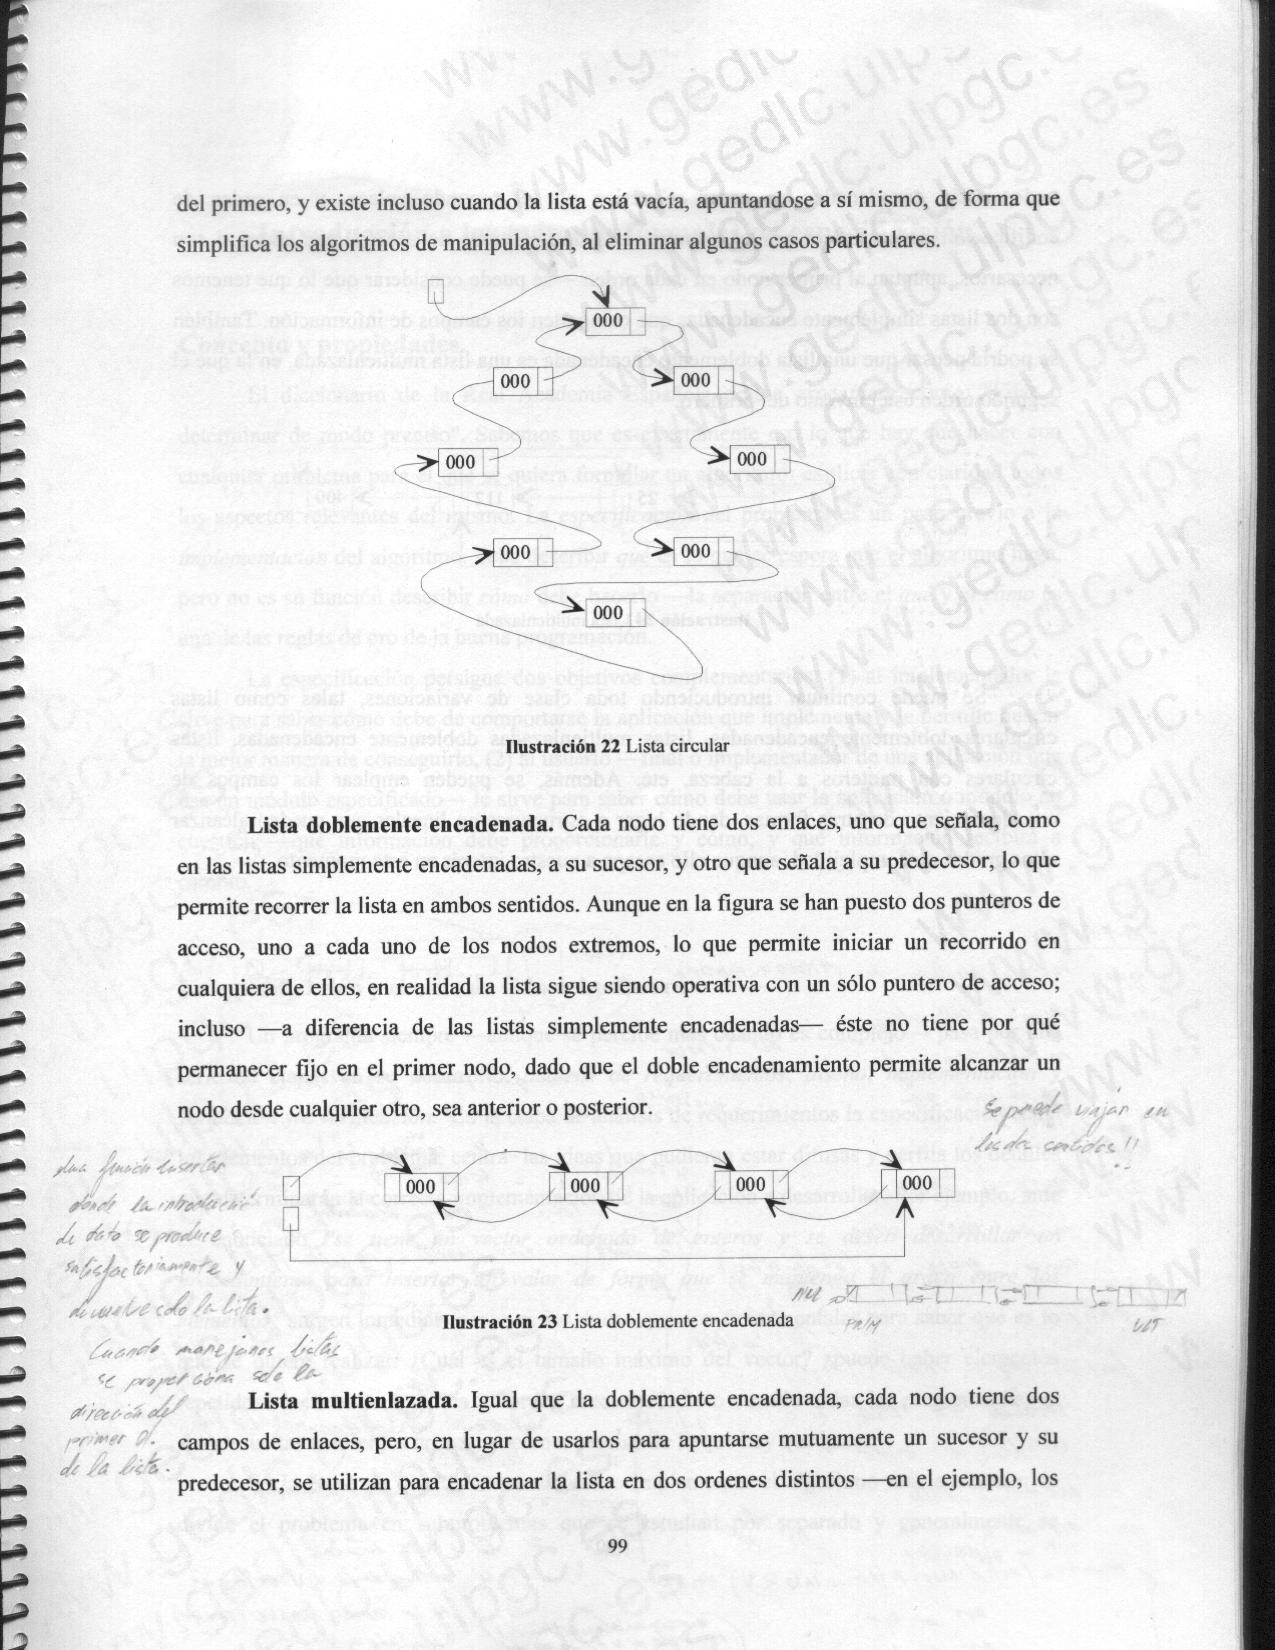 www.gedlc.ulpgc.es
del primero, y existe incluso cuando la lista está vacía, apuntandose a sí mismo, de forma que
simplifica los algoritmos de manipulación, al eliminar algunos casos particulares.
000
000
000
000
000
000
000
000
Ilustración 22 Lista circular
Lista doblemente encadenada. Cada nodo tiene dos enlaces, uno que señala, como
en las listas simplemente encadenadas, a su sucesor, y otro que señala a su predecesor, lo que
permite recorrer la lista en ambos sentidos. Aunque en la figura se han puesto dos punteros de
acceso, uno a cada uno de los nodos extremos, lo que permite iniciar un recorrido en
cualquiera de ellos, en realidad la lista sigue siendo operativa con un sólo puntero de acceso;
incluso —a diferencia de las listas simplemente encadenadas— éste no tiene por qué
permanecer fijo en el primer nodo, dado que el doble encadenamiento permite alcanzar un
nodo desde cualquier otro, sea anterior o posterior.
Se puede viajar en
sentidos!!
función insertar
donde la introducción
de dato se produce
satisfactoriamente y
devuelve solo la lista.
000 000 000 000
PRIM ULT
Ilustración 23 Lista doblemente encadenada
Cuando manejamos listas
se proporciona solo la
dirección del
primer
de la lista.
Lista multienlazada. Igual que la doblemente encadenada, cada nodo tiene dos
campos de enlaces, pero, en lugar de usarlos para apuntarse mutuamente un sucesor y su
predecesor, se utilizan para encadenar la lista en dos ordenes distintos —en el ejemplo, los
99